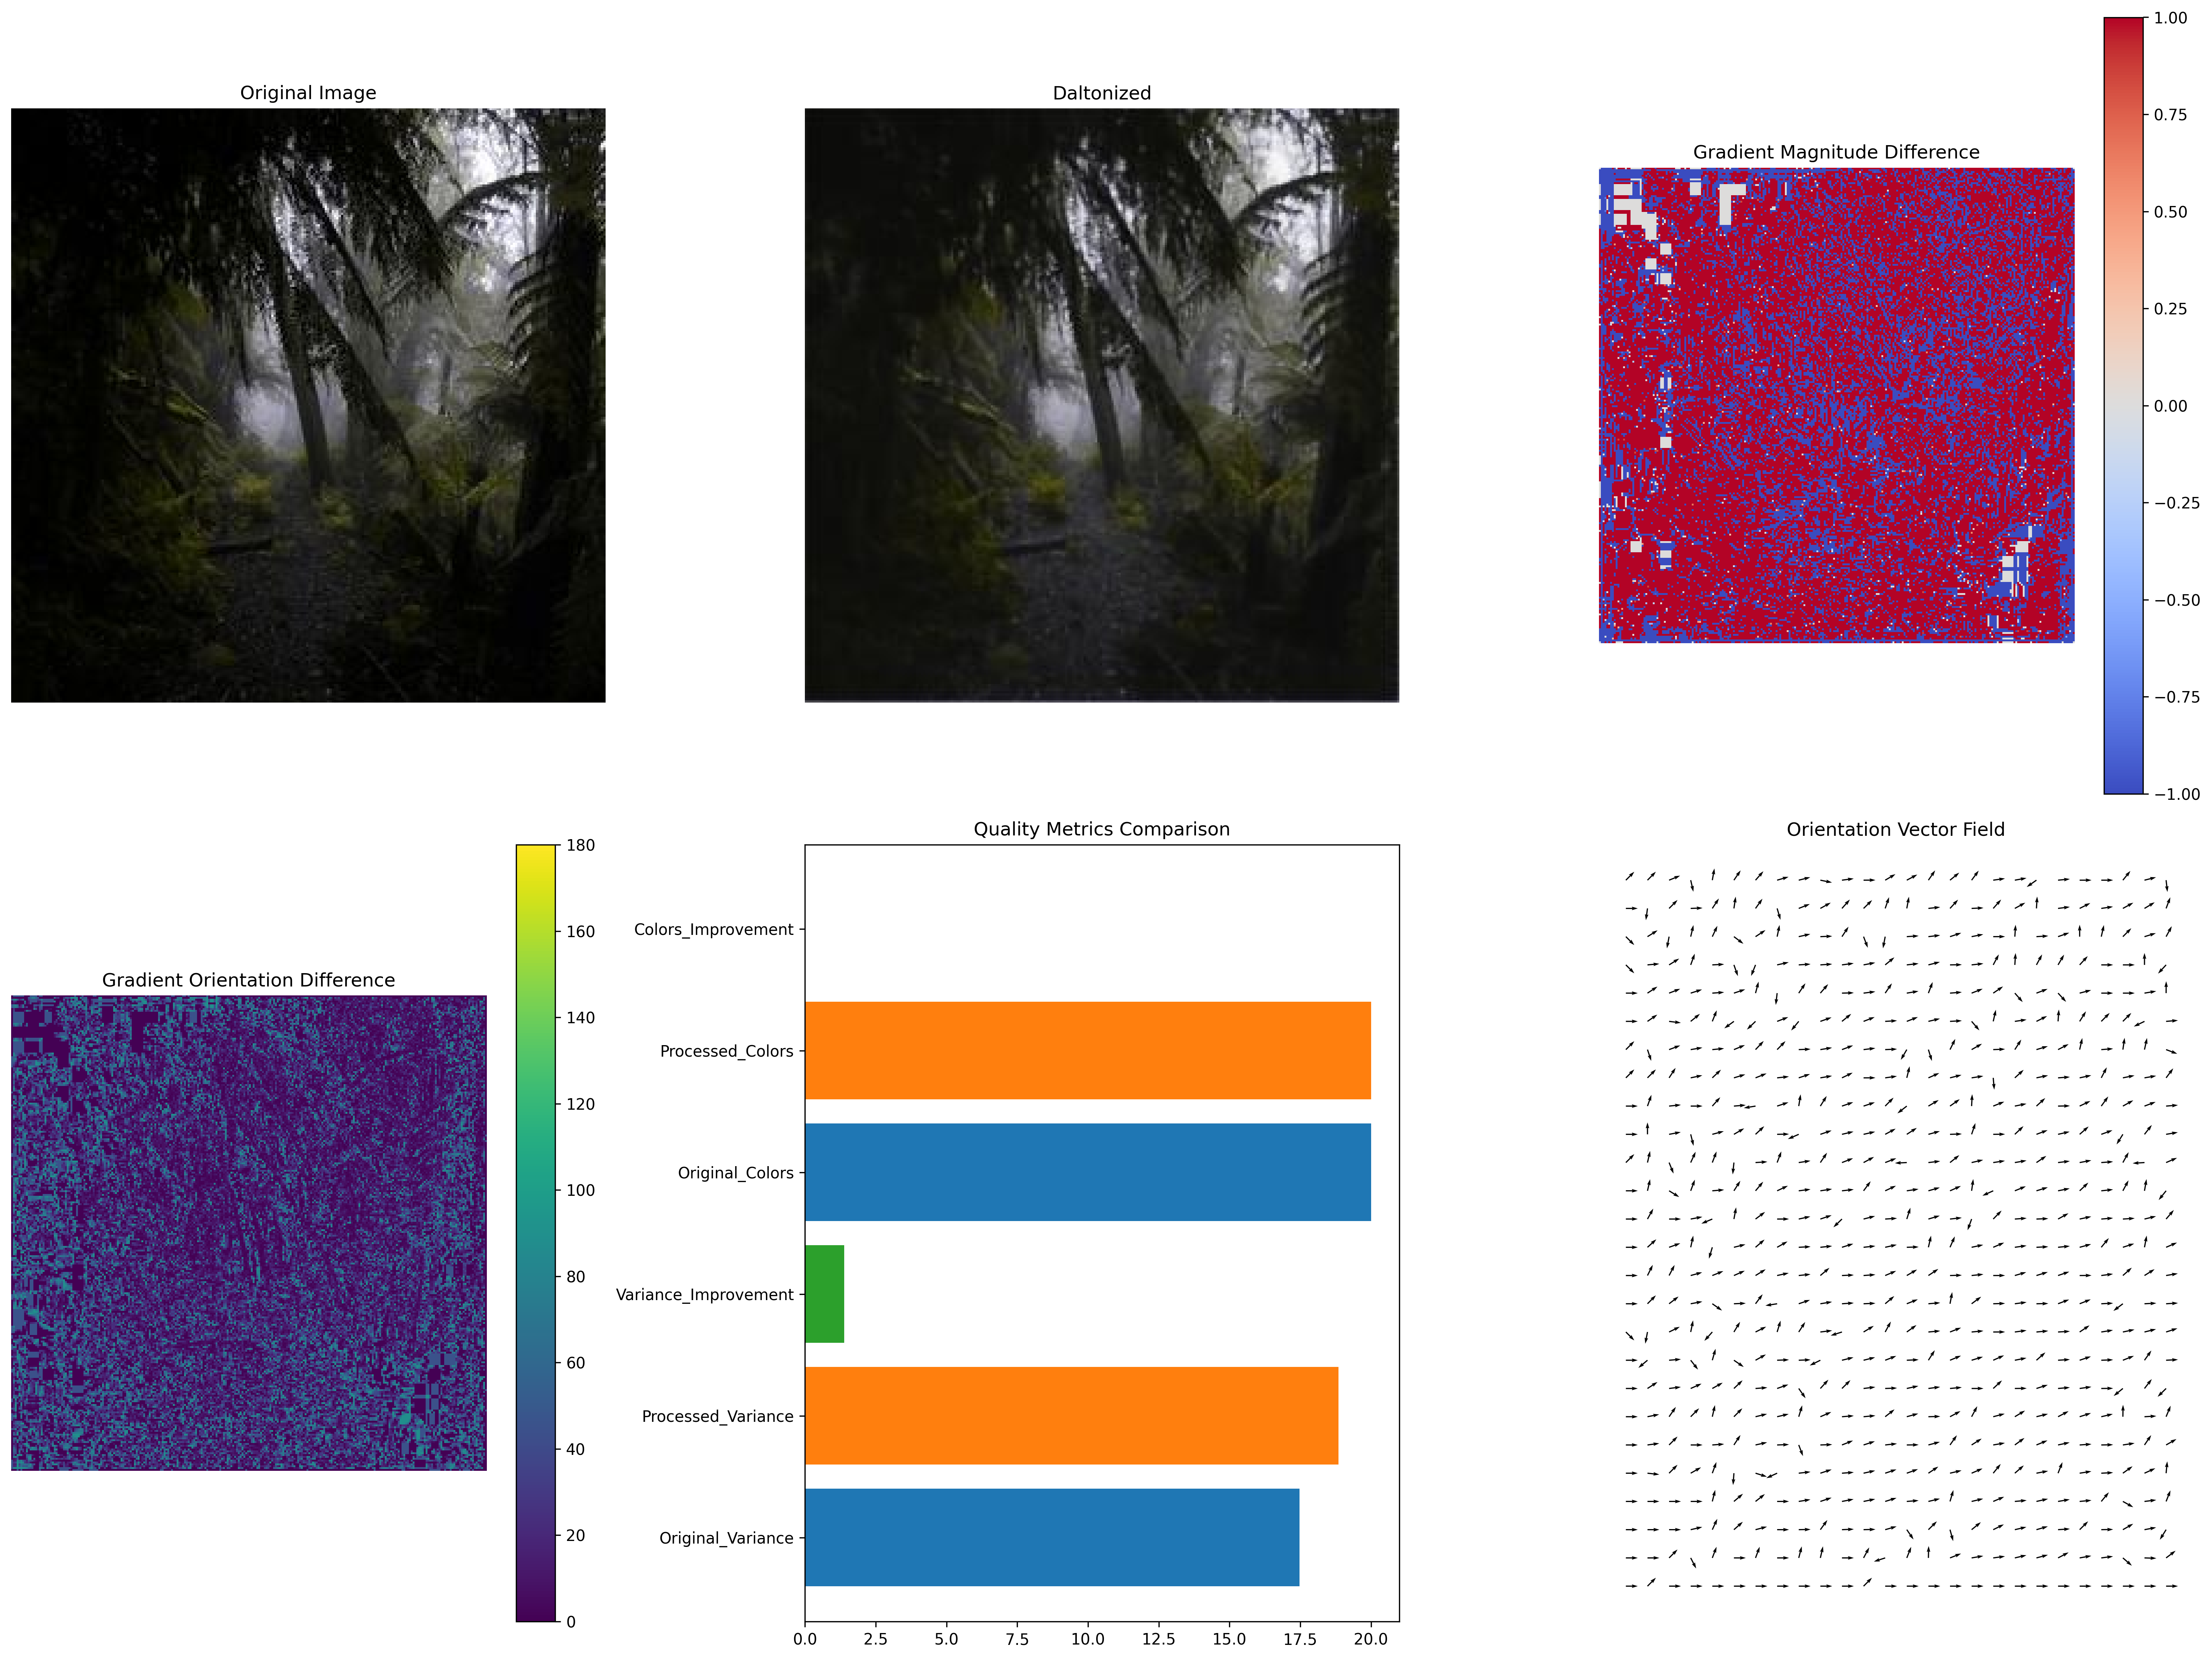 Original Image
Daltonized
Gradient Magnitude Difference
1.00
0.75
0.50
0.25
0.00
−0.25
−0.50
−0.75
−1.00
Gradient Orientation Difference
180
160
140
120
100
80
60
40
20
0
Quality Metrics Comparison
Colors_Improvement
Processed_Colors
Original_Colors
Variance_Improvement
Processed_Variance
Original_Variance
0.0 2.5 5.0 7.5 10.0 12.5 15.0 17.5 20.0
Orientation Vector Field